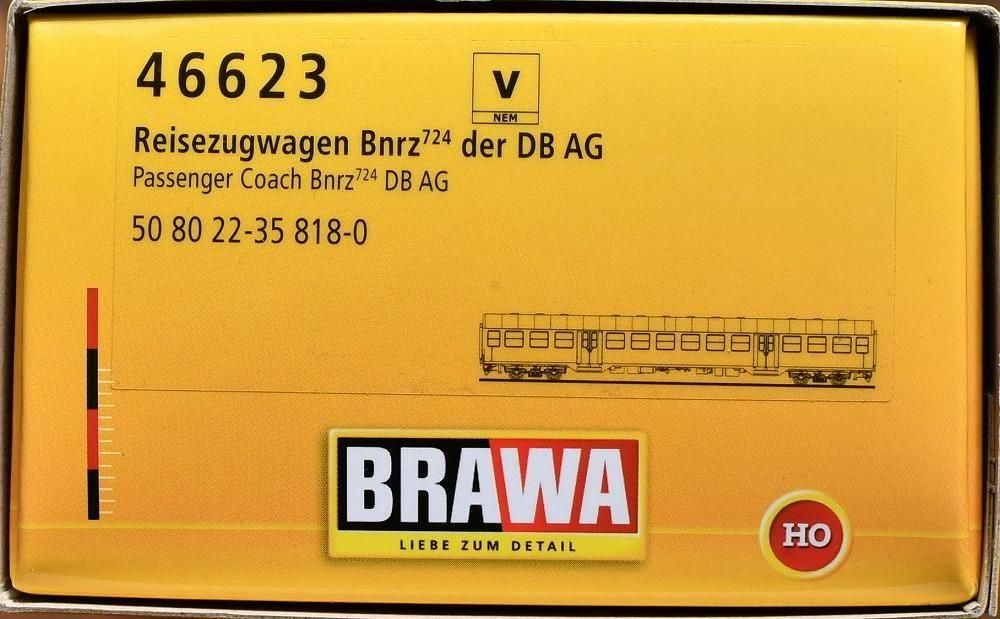 46623
V
NEM
Reisezugwagen Bnrz⁷²⁴ der DB AG
Passenger Coach Bnrz⁷²⁴ DB AG
50 80 22-35 818-0
BRAWA
LIEBE ZUM DETAIL
HO